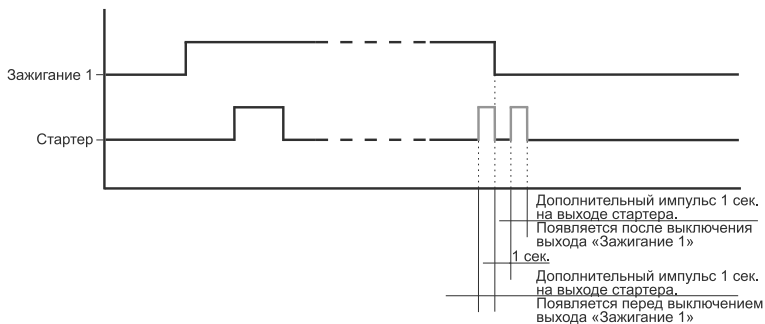 Зажигание 1
Стартер
Дополнительный импульс 1 сек.
на выходе стартера.
Появляется после выключения
выхода «Зажигание 1»
1 сек.
Дополнительный импульс 1 сек.
на выходе стартера.
Появляется перед выключением
выхода «Зажигание 1»